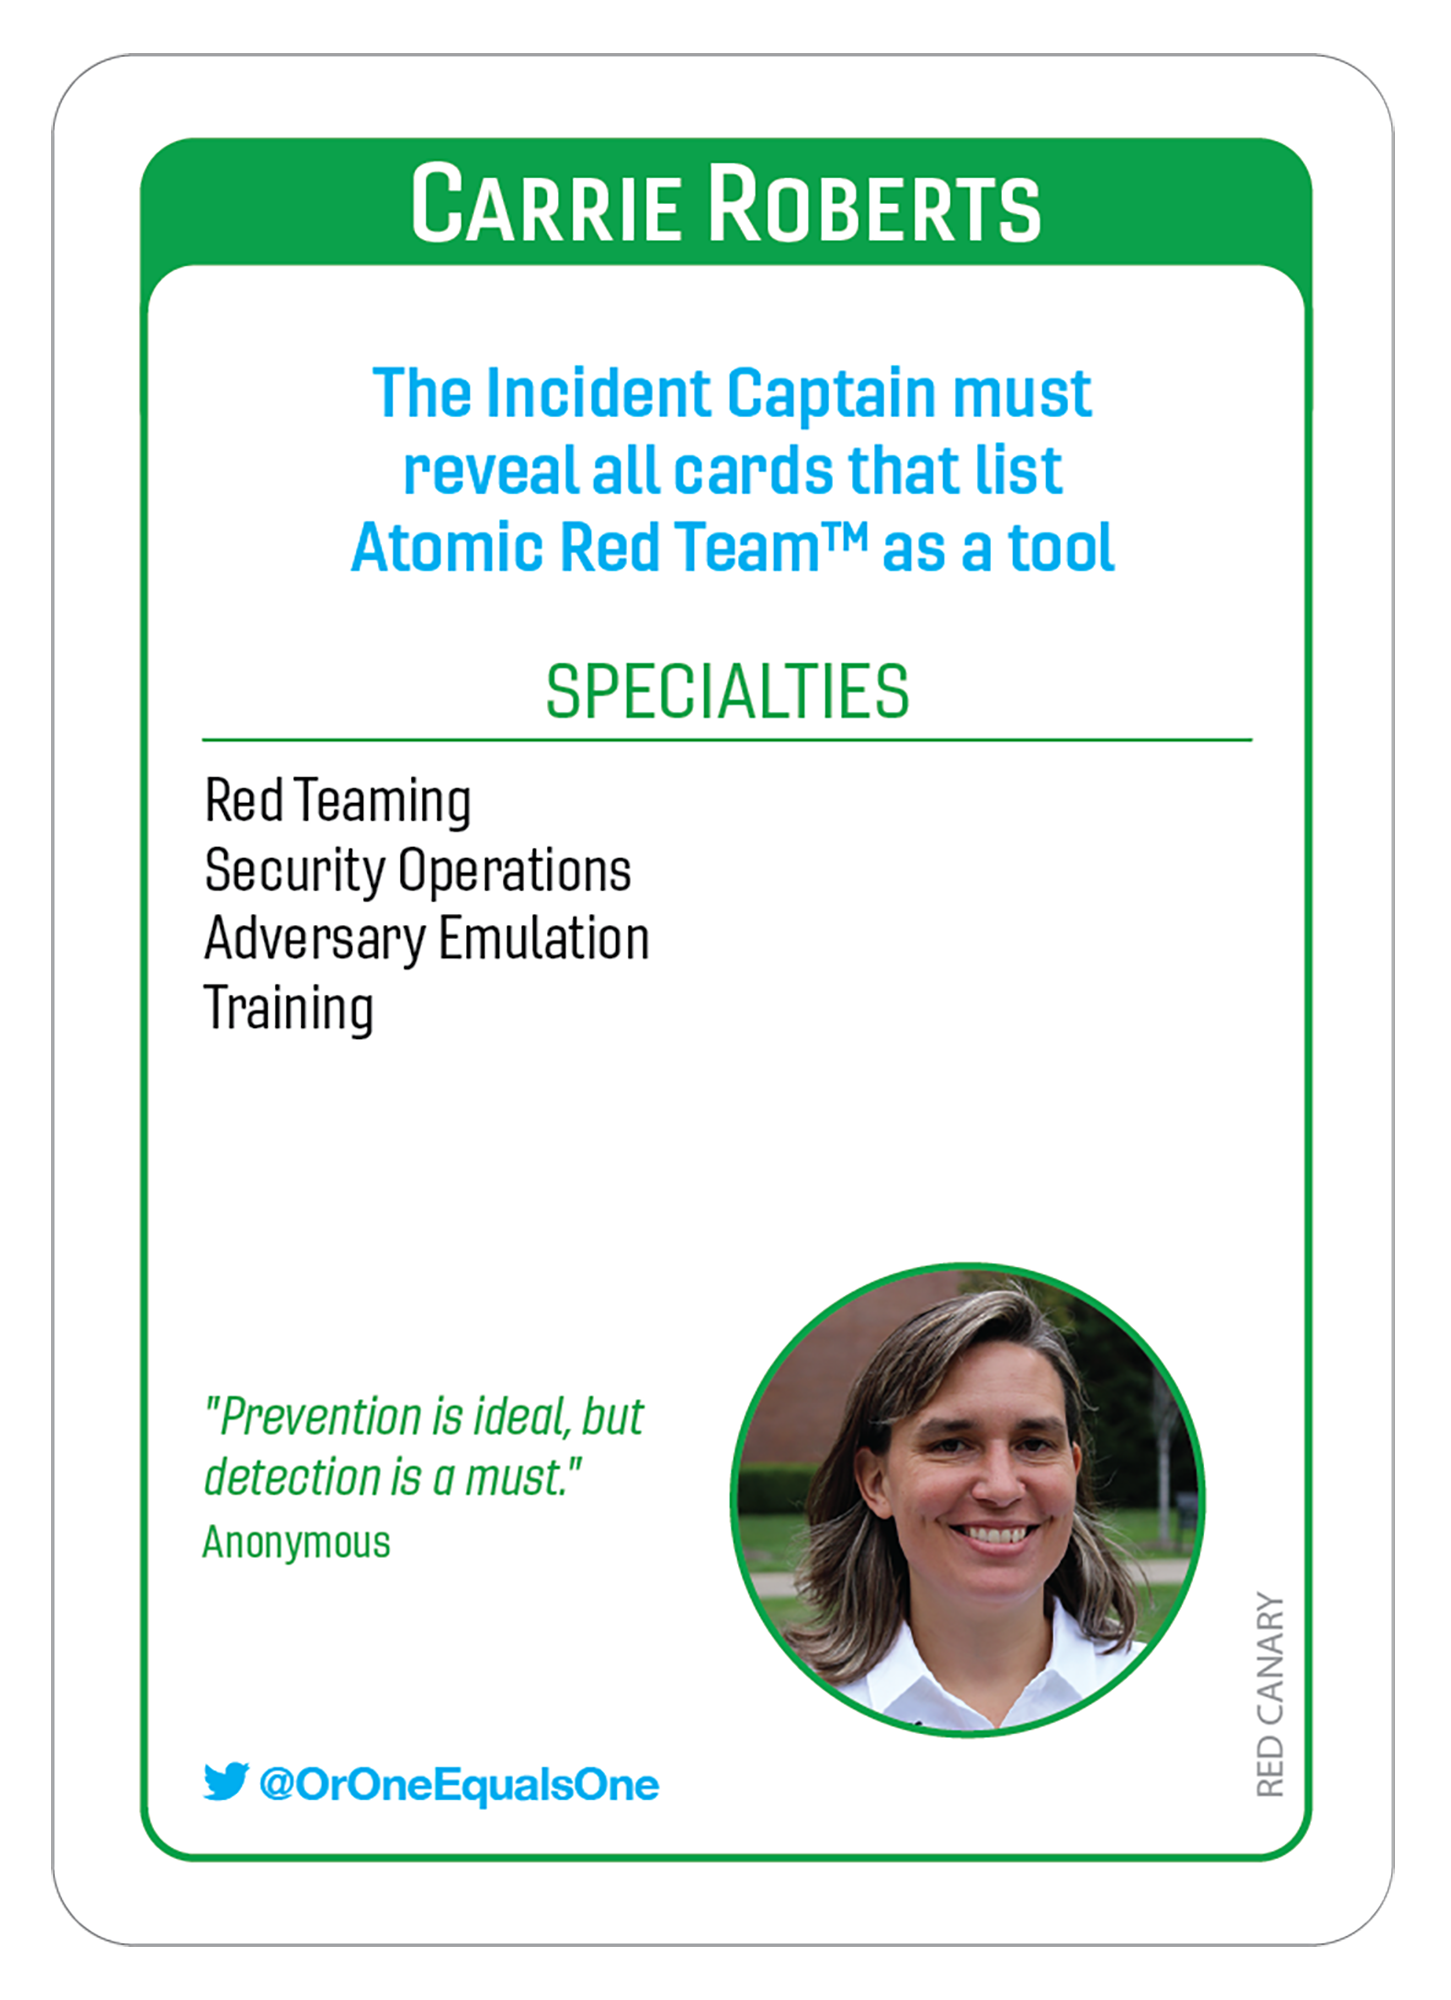 CARRIE ROBERTS
The Incident Captain must
reveal all cards that list
Atomic Red Team™ as a tool
SPECIALTIES
Red Teaming
Security Operations
Adversary Emulation
Training
"Prevention is ideal, but
detection is a must."
Anonymous
@OrOneEqualsOne
RED CANARY